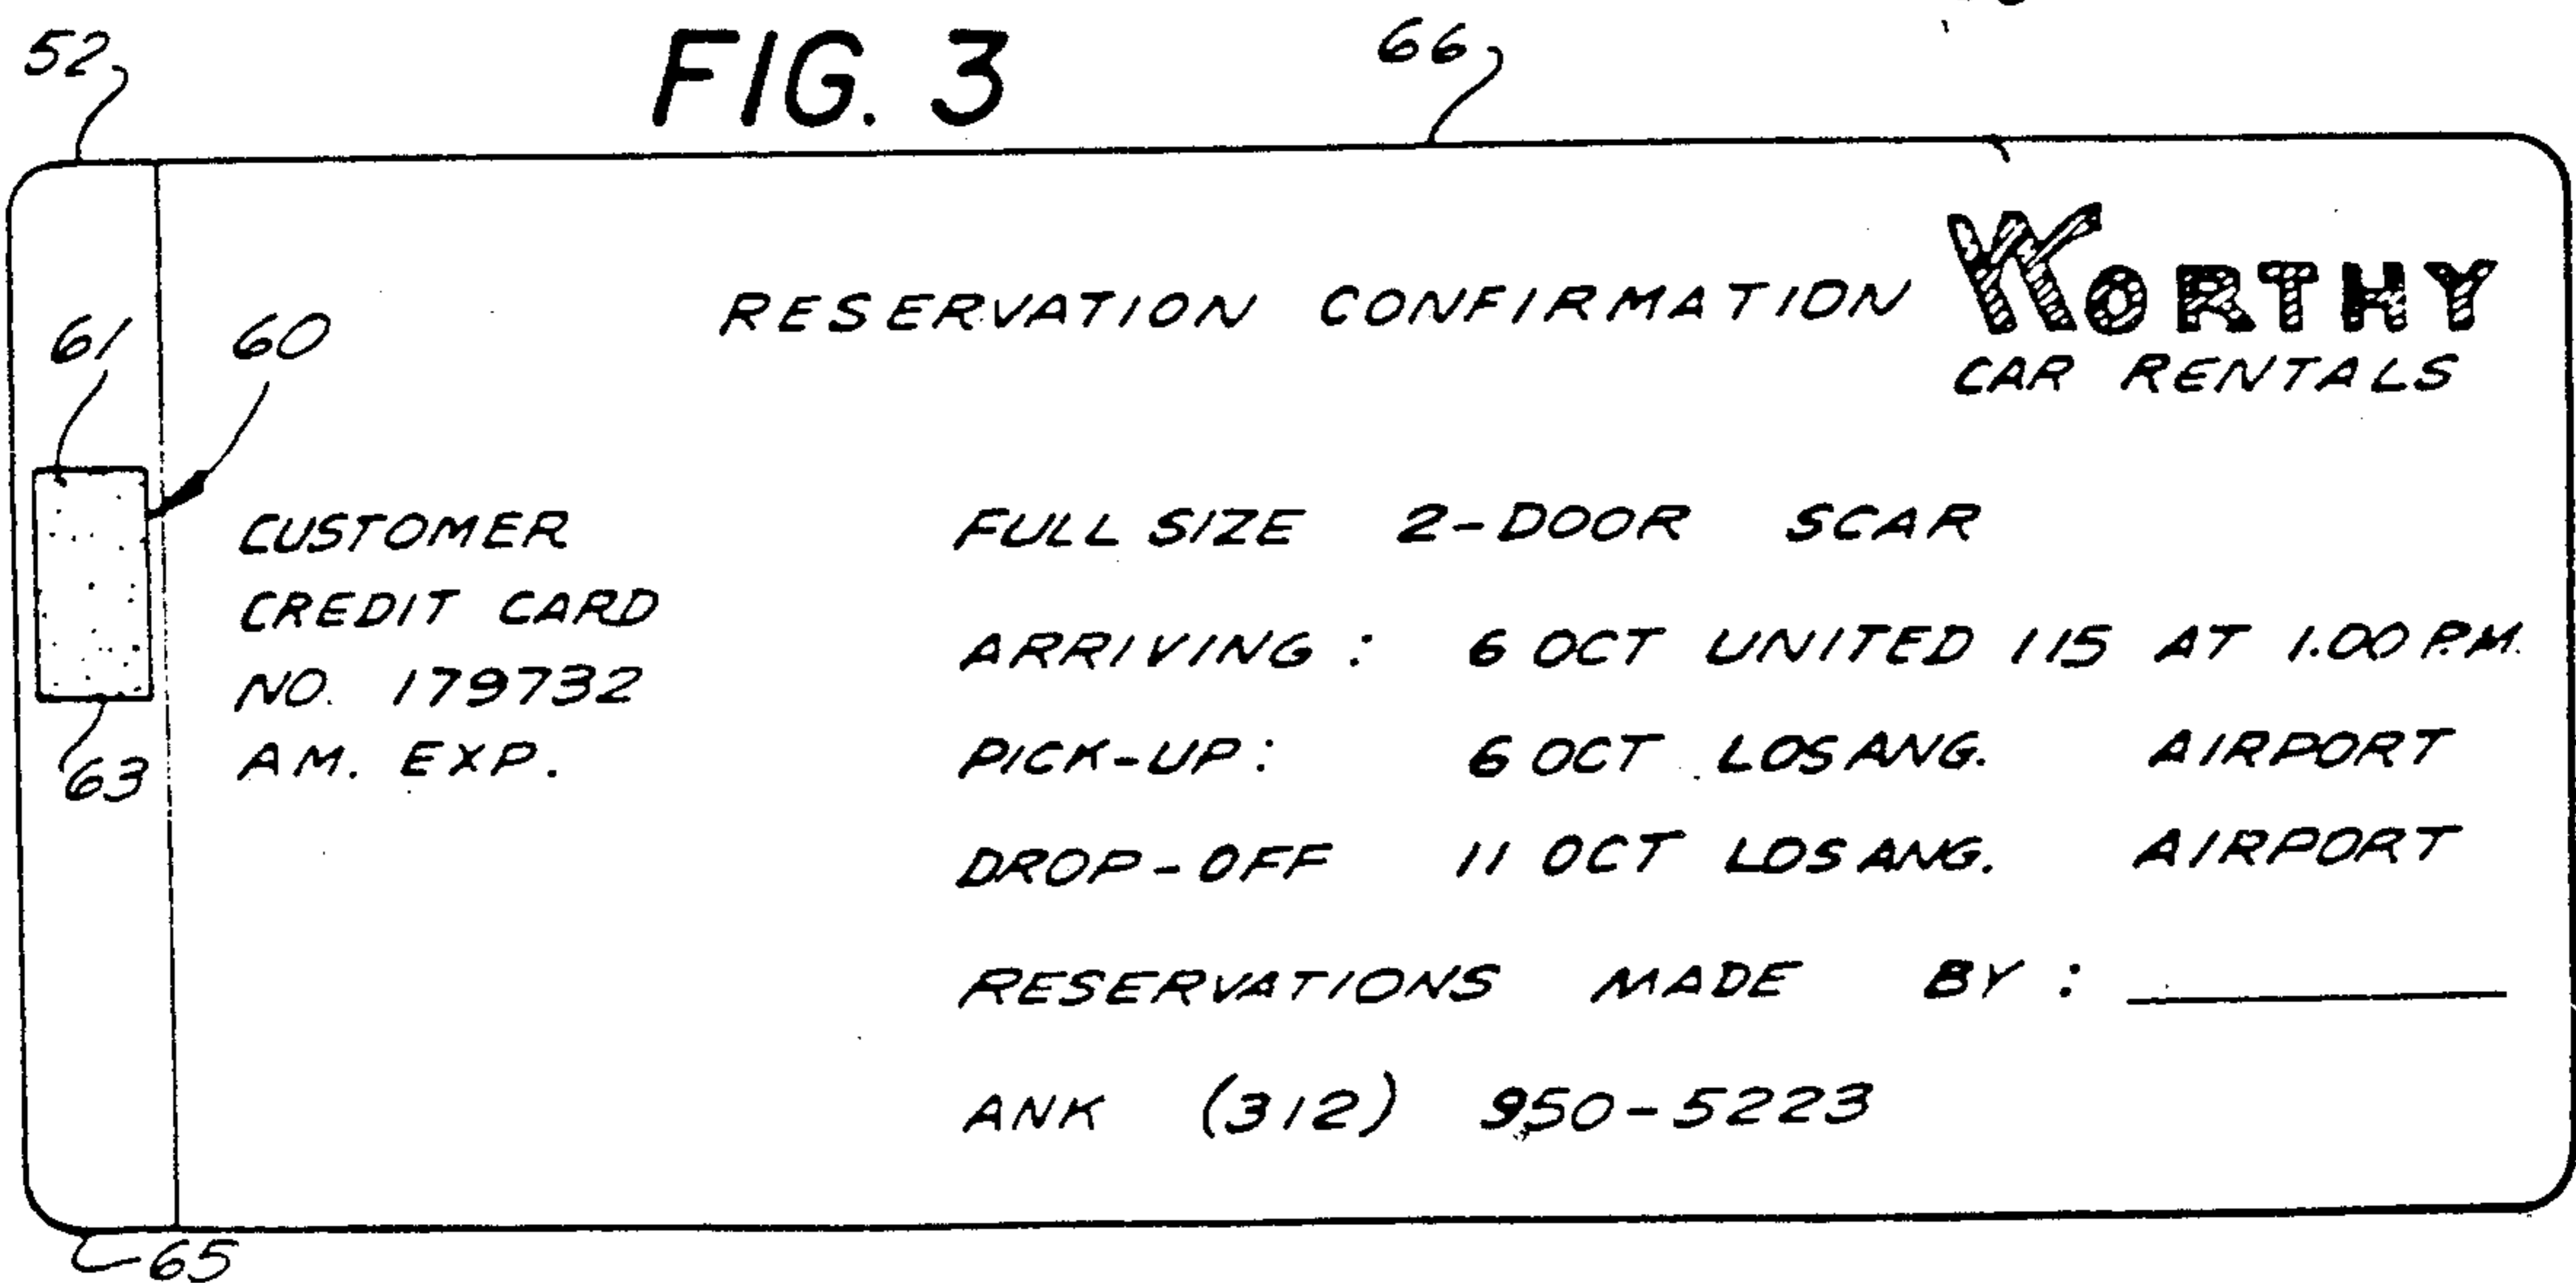 52
FIG. 3
66
RESERVATION CONFIRMATION WORTHY
CAR RENTALS
61
60
CUSTOMER
CREDIT CARD
NO. 179732
AM. EXP.
63
FULL SIZE 2-DOOR SCAR
ARRIVING: 6 OCT UNITED 115 AT 1.00 P.M.
PICK-UP: 6 OCT LOS ANG. AIRPORT
DROP-OFF 11 OCT LOS ANG. AIRPORT
RESERVATIONS MADE BY:
ANK (312) 950-5223
65